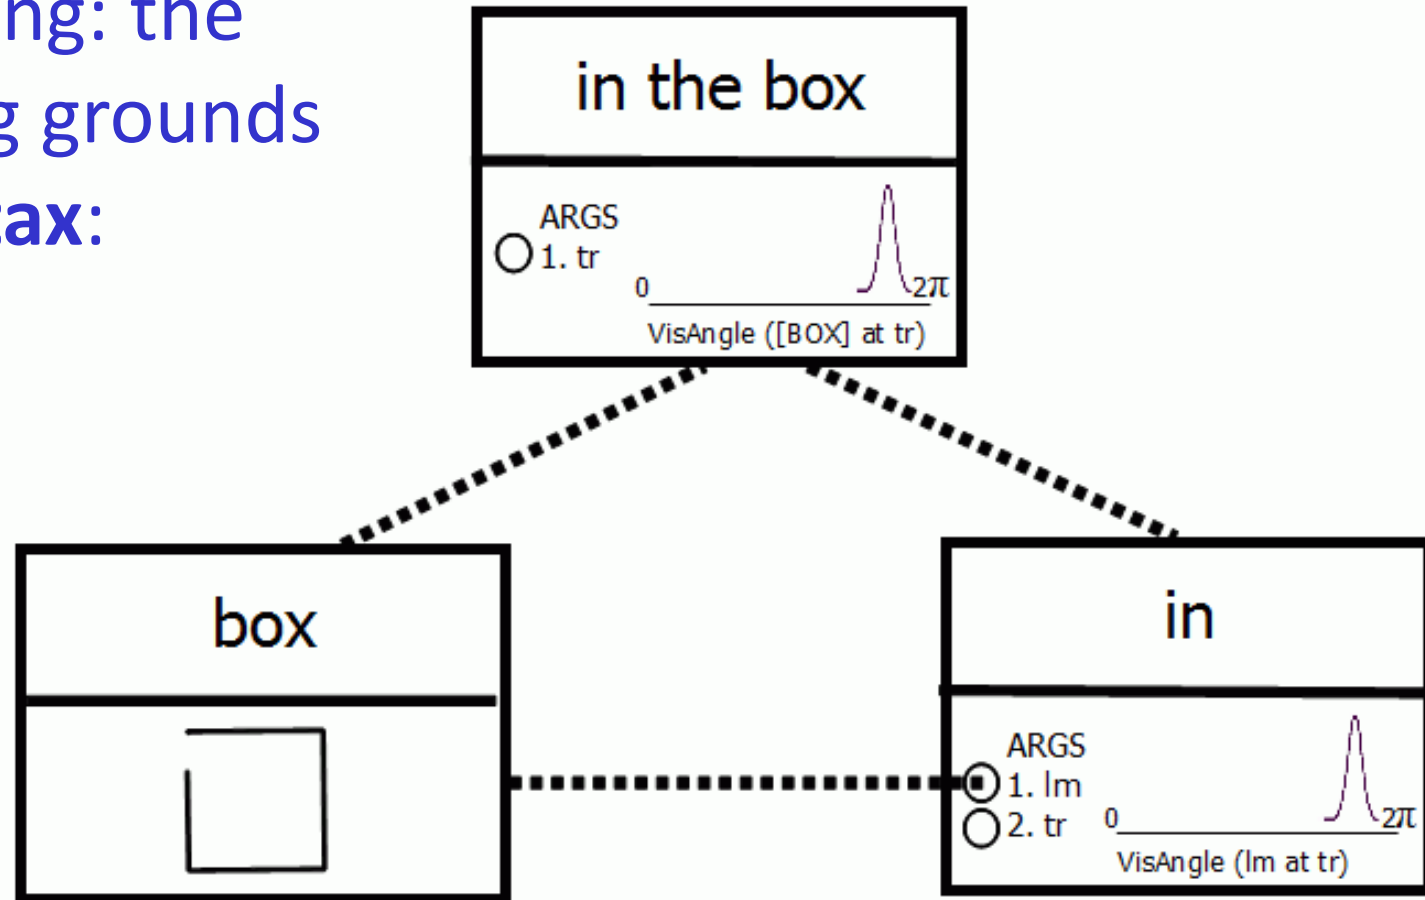 ng: the
g grounds
tax:
in the box
ARGS
1. tr
0 2π
VisAngle ([BOX] at tr)
box
in
ARGS
1. lm
2. tr
0 2π
VisAngle (lm at tr)